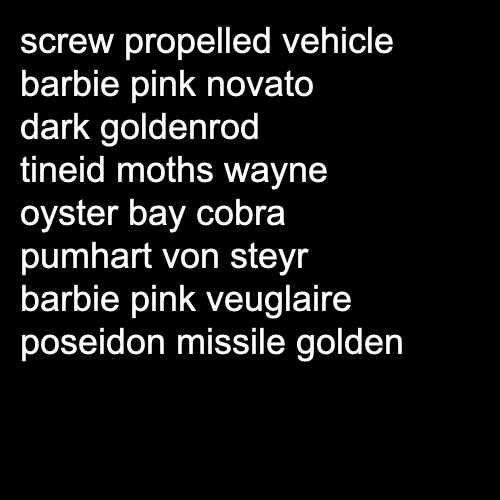 screw propelled vehicle
barbie pink novato
dark goldenrod
tineid moths wayne
oyster bay cobra
pumhart von steyr
barbie pink veuglaire
poseidon missile golden